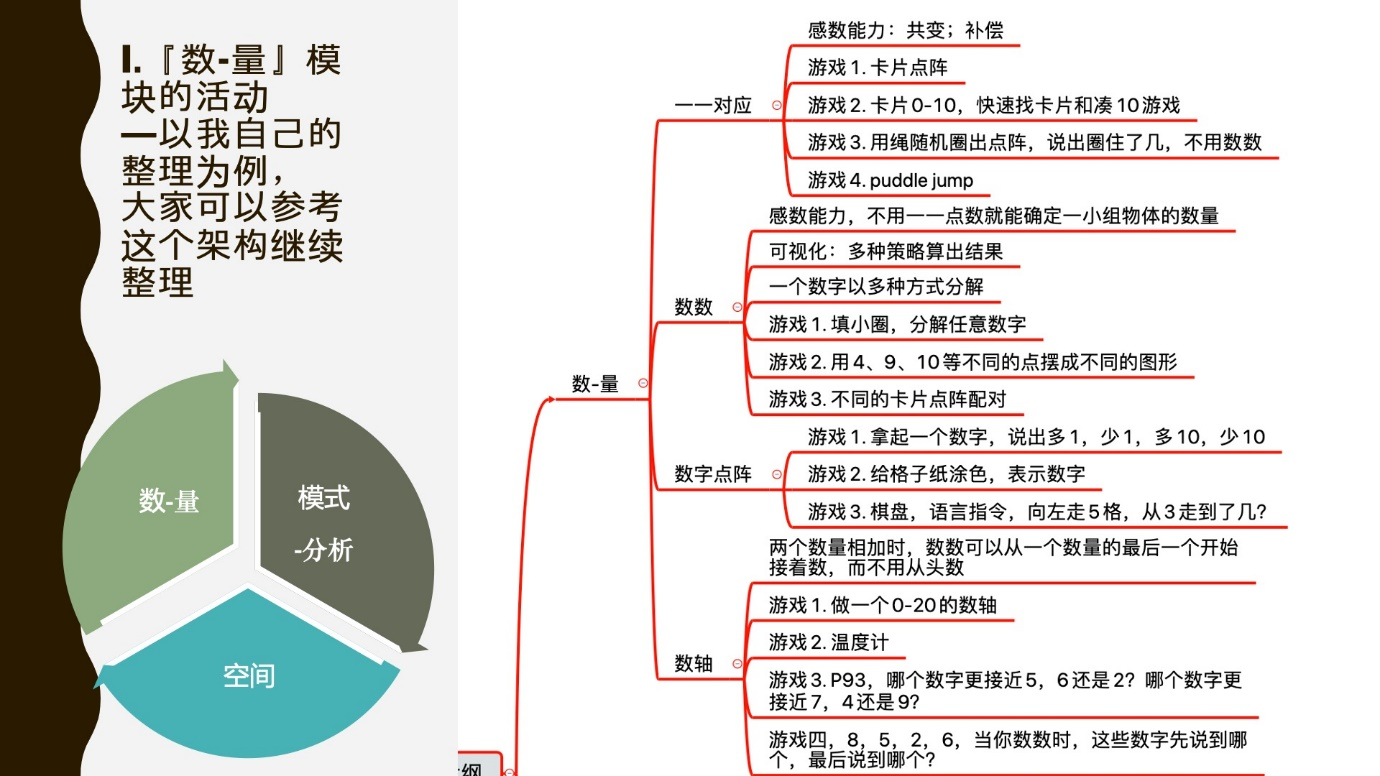 I.『数-量』模
块的活动
—以我自己的
整理为例，
大家可以参考
这个架构继续
整理
数-量
模式
-分析
空间
感数能力：共变；补偿
游戏1. 卡片点阵
一一对应
游戏2. 卡片0-10，快速找卡片和凑10游戏
游戏3. 用绳随机圈出点阵，说出圈住了几，不用数数
游戏4. puddle jump
感数能力，不用一一点数就能确定一小组物体的数量
可视化：多种策略算出结果
一个数字以多种方式分解
数数
游戏1. 填小圈，分解任意数字
游戏2. 用4、9、10等不同的点摆成不同的图形
数-量
游戏3. 不同的卡片点阵配对
游戏1. 拿起一个数字，说出多1，少1，多10，少10
数字点阵
游戏2. 给格子纸涂色，表示数字
游戏3. 棋盘，语言指令，向左走5格，从3走到了几？
两个数量相加时，数数可以从一个数量的最后一个开始
接着数，而不用从头数
游戏1. 做一个0-20的数轴
游戏2. 温度计
数轴
游戏3. P93，哪个数字更接近5，6还是2？哪个数字更
接近7，4还是9？
游戏四，8，5，2，6，当你数数时，这些数字先说到哪
个，最后说到哪个？
纲